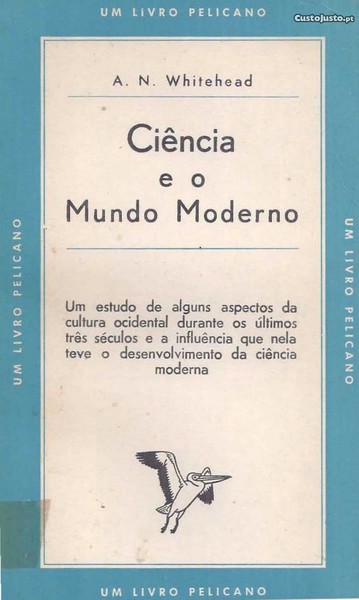 UM LIVRO PELICANO
CustoJusto.pt
A. N. Whitehead
Ciência
e o
Mundo Moderno
UM LIVRO PELICANO
UM LIVRO PELICANO
Um estudo de alguns aspectos da
cultura ocidental durante os últimos
três séculos e a influência que nela
teve o desenvolvimento da ciência
moderna
UM LIVRO PELICANO